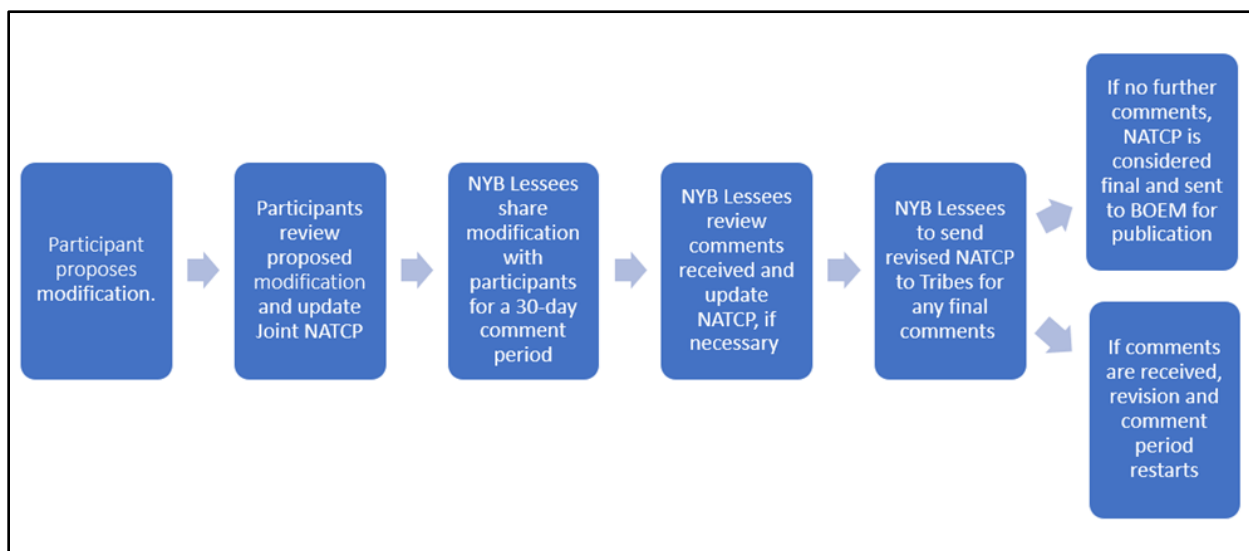 Participant
proposes
modification.
Participants
review
proposed
modification
and update
Joint NATCP
NYB Lessees
share
modification
with
participants
for a 30-day
comment
period
NYB Lessees
review
comments
received and
update
NATCP, if
necessary
NYB Lessees
to send
revised NATCP
to Tribes for
any final
comments
If no further
comments,
NATCP is
considered
final and sent
to BOEM for
publication
If comments
are received,
revision and
comment
period
restarts